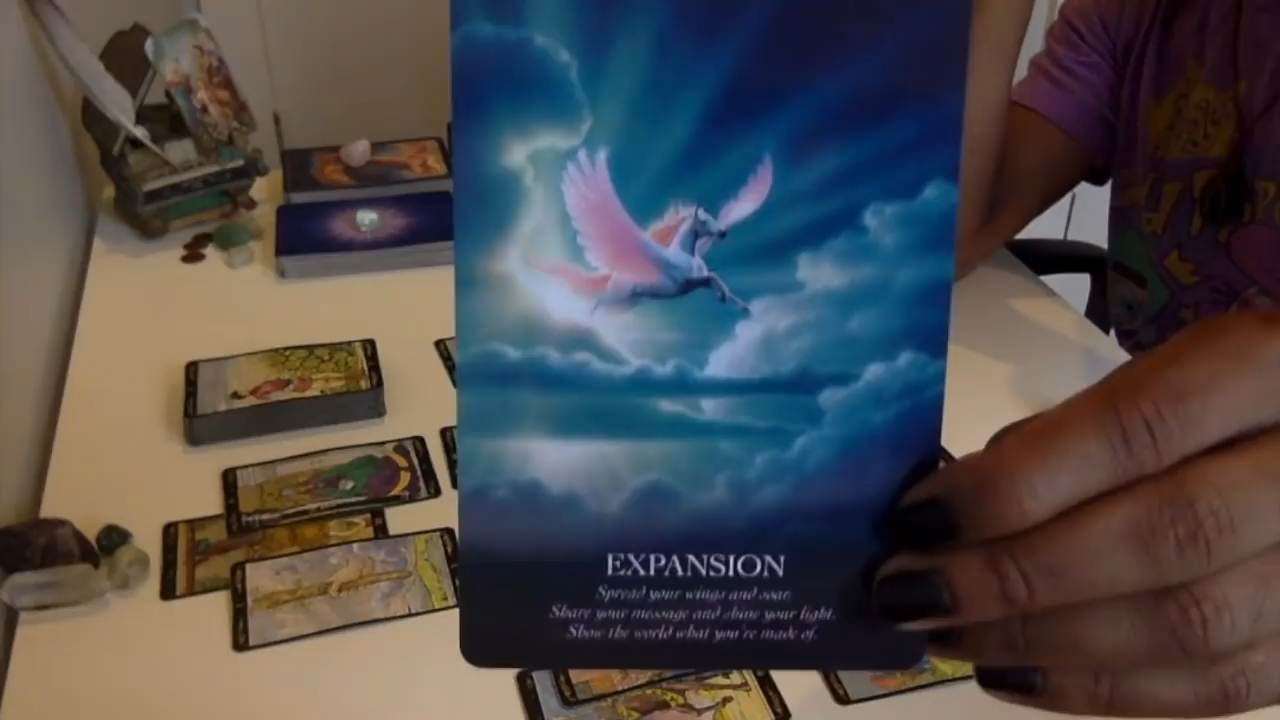 EXPANSION
Spread your wings and soar.
Share your message and shine your light.
Show the world what you're made of.